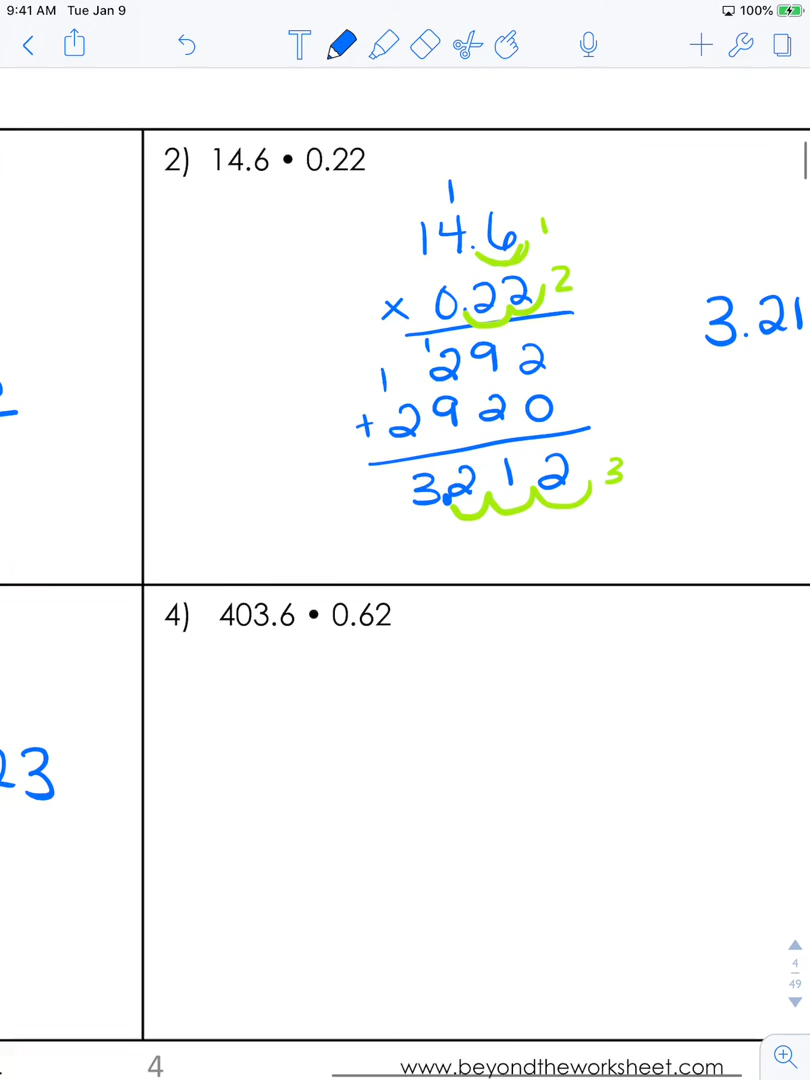 9:41 AM Tue Jan 9 100%
T
2) 14.6 • 0.22
1
14.6 1
x 0.22 2
1
292
1
+ 2920
3.212 3
3.21
4) 403.6 • 0.62
23
4
49
4
www.beyondtheworksheet.com